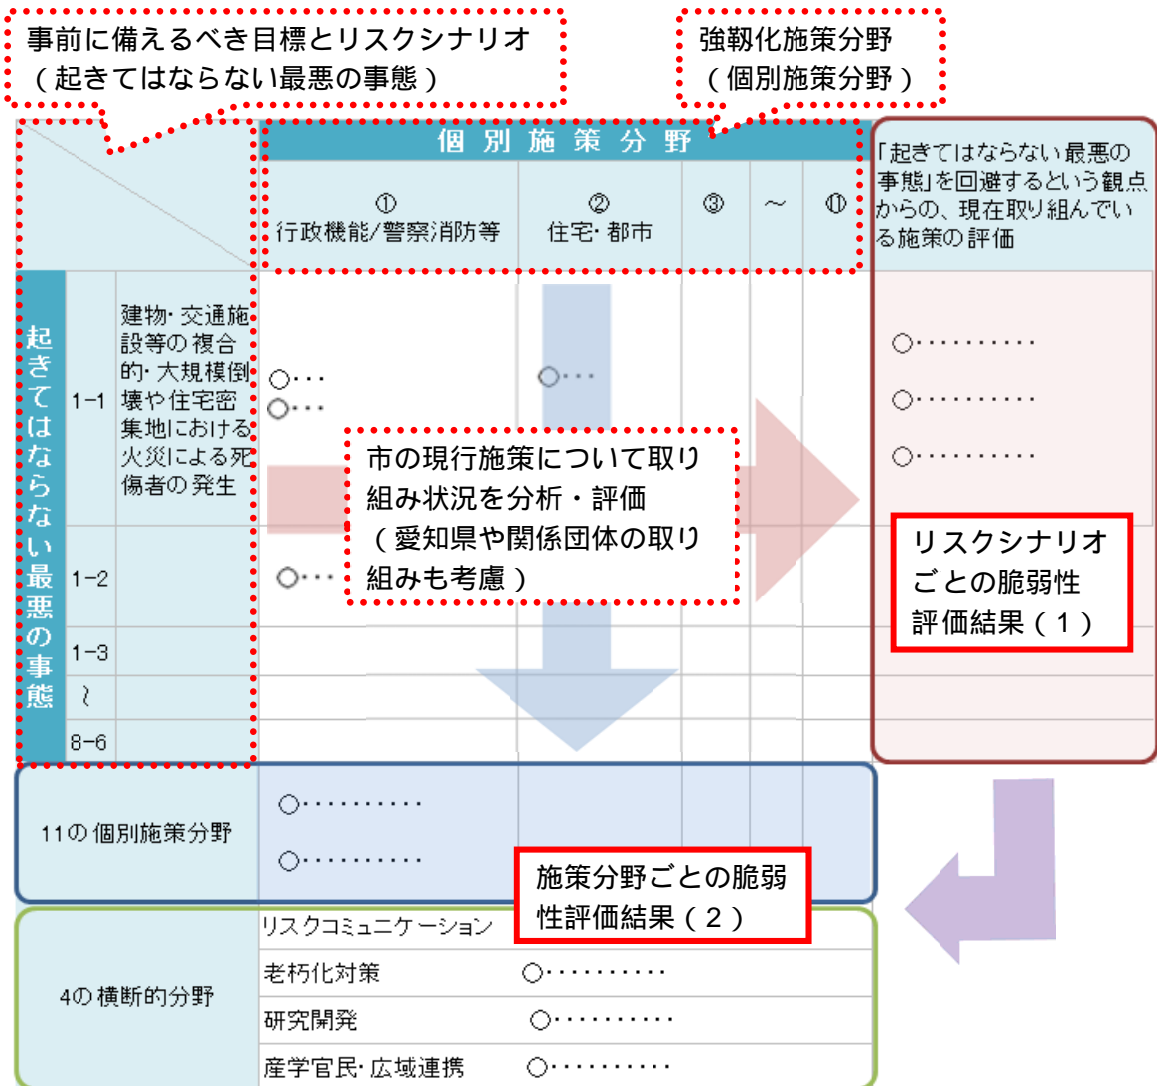 事前に備えるべき目標とリスクシナリオ
（起きてはならない最悪の事態）
強靱化施策分野
（個別施策分野）
個別施策分野
①
行政機能/警察消防等
②
住宅・都市
③
～
⑪
「起きてはならない最悪の
事態」を回避するという観点
からの、現在取り組んでい
る施策の評価
起きてはならない最悪の事態
1-1
建物・交通施
設等の複合
的・大規模倒
壊や住宅密
集地における
火災による死
傷者の発生
○・・・
○・・・
○・・・
○・・・・・・・・・・
○・・・・・・・・・・
○・・・・・・・・・・
市の現行施策について取り
組み状況を分析・評価
（愛知県や関係団体の取り
組みも考慮）
1-2
○・・・
リスクシナリオ
ごとの脆弱性
評価結果（１）
1-3
～
8-6
11の個別施策分野
○・・・・・・・・・・
○・・・・・・・・・・
施策分野ごとの脆弱
性評価結果（２）
4の横断的分野
リスクコミュニケーション
老朽化対策
○・・・・・・・・・・
研究開発
○・・・・・・・・・・
産学官民・広域連携
○・・・・・・・・・・